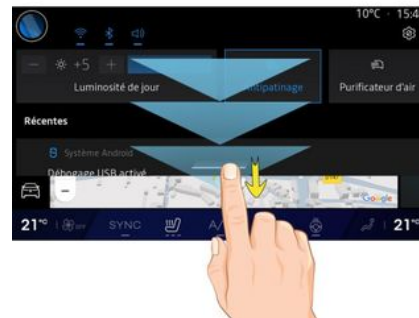 10°C · 15:4
− +5 +
Luminosité de jour
Antipatinage
Purificateur d'air
Récentes
Système Android
Débogage USB activé
−
Google
21 OFF SYNC A/ 21